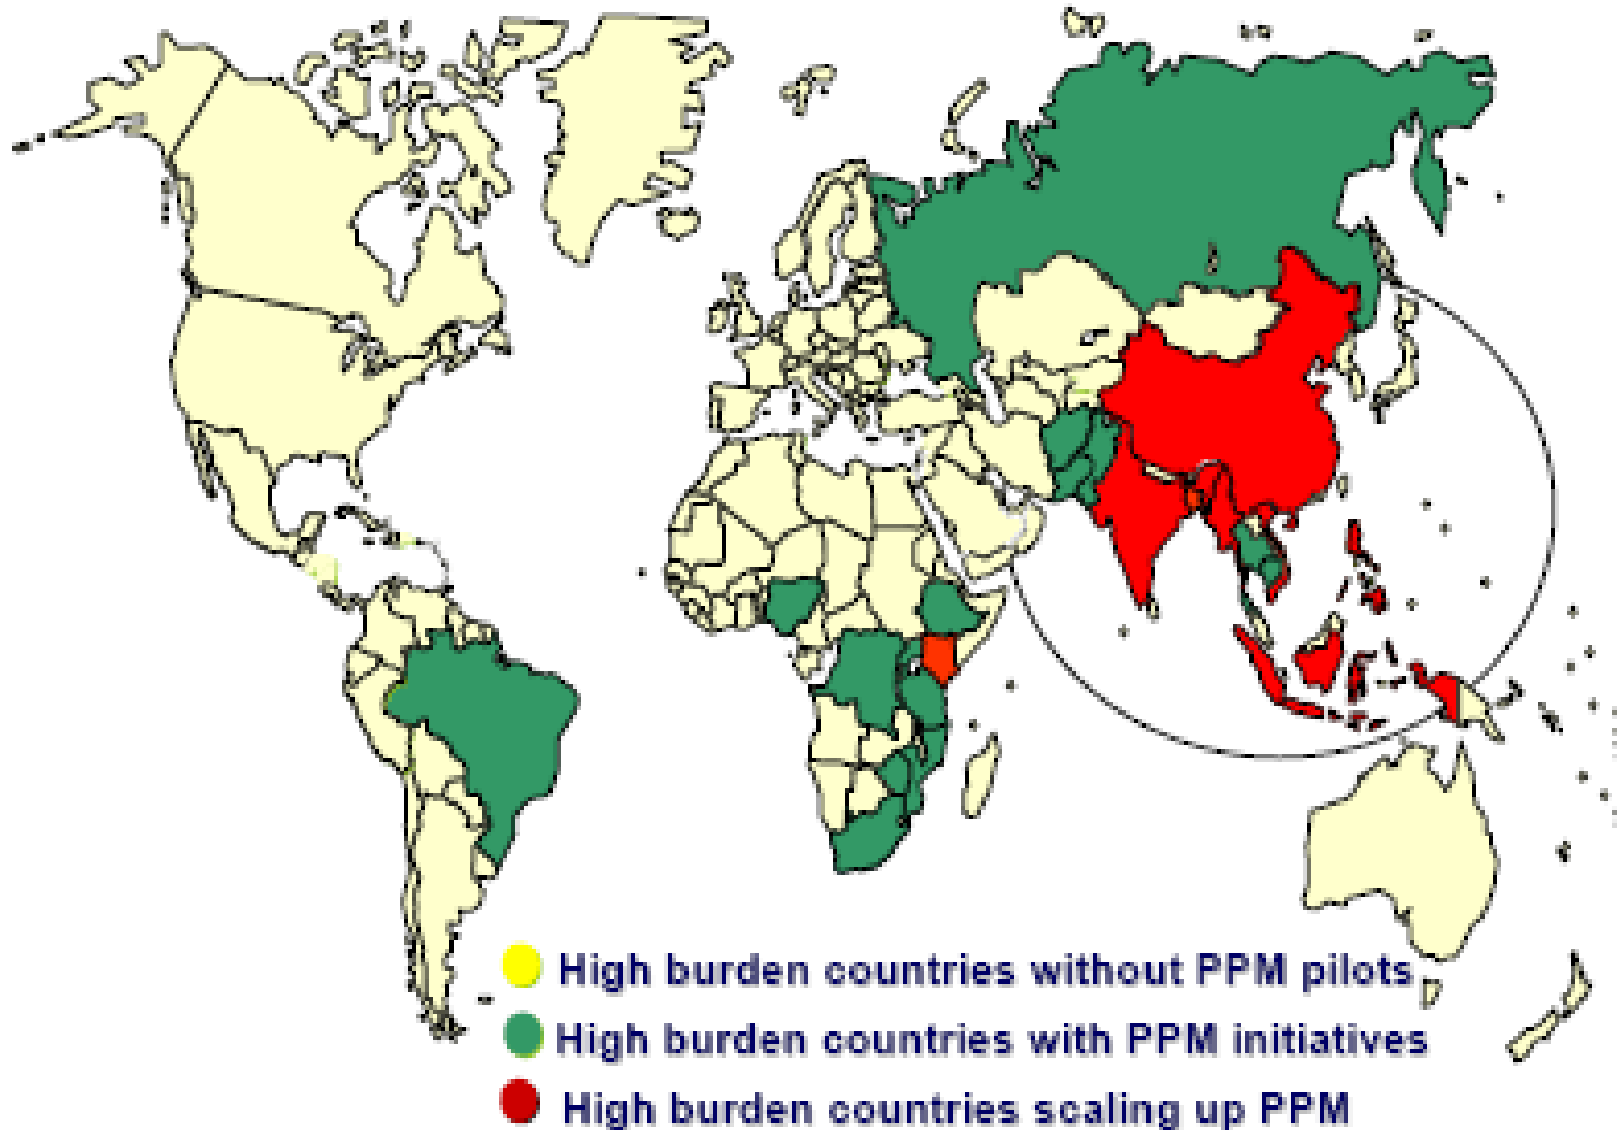 High burden countries without PPM pilots
High burden countries with PPM initiatives
High burden countries scaling up PPM